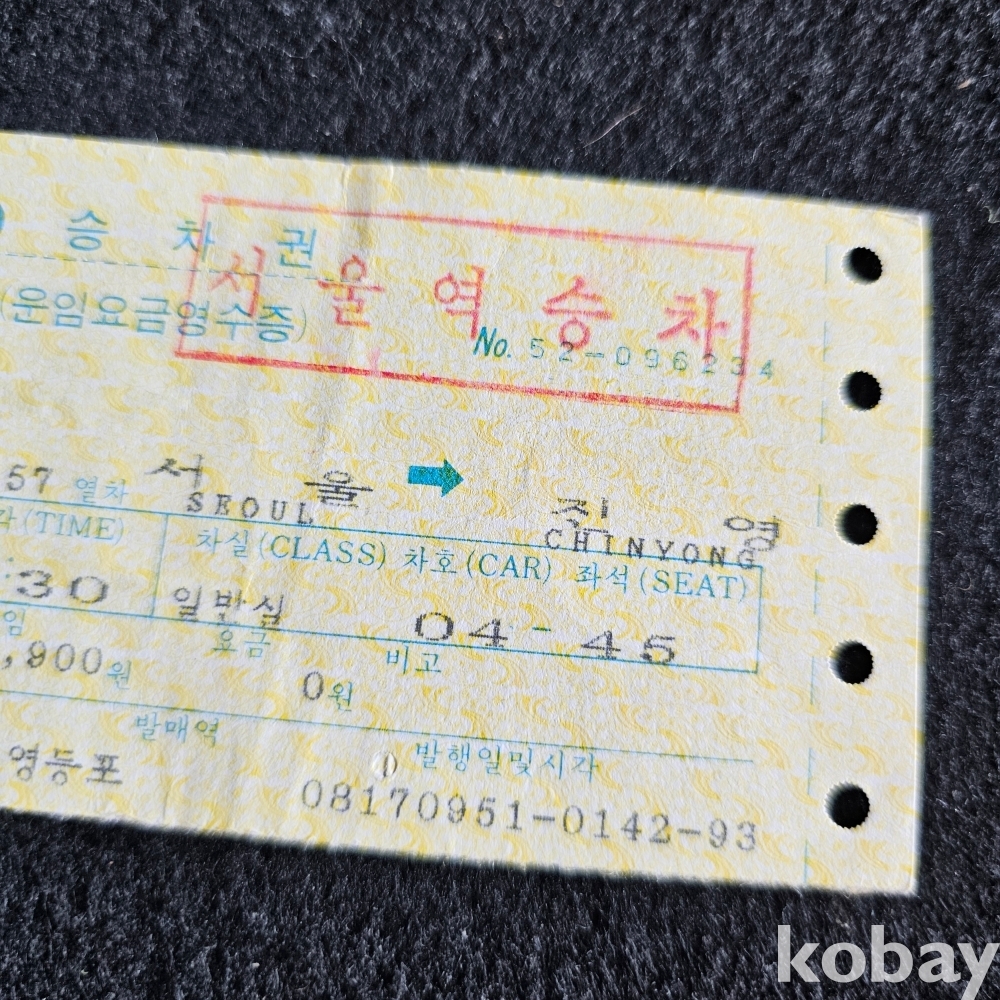 승 차 권
서 울 역 승 차
(운임요금영수증)
No. 52-096234
57 열차 서 울 진 영
SEOUL CHINYONG
(TIME) 차실(CLASS) 차호(CAR) 좌석(SEAT)
:30 일반실 04 - 45
임 요금 비고
,900원 0원
발매역 발행일및시각
영등포 08170951-0142-93
kobay